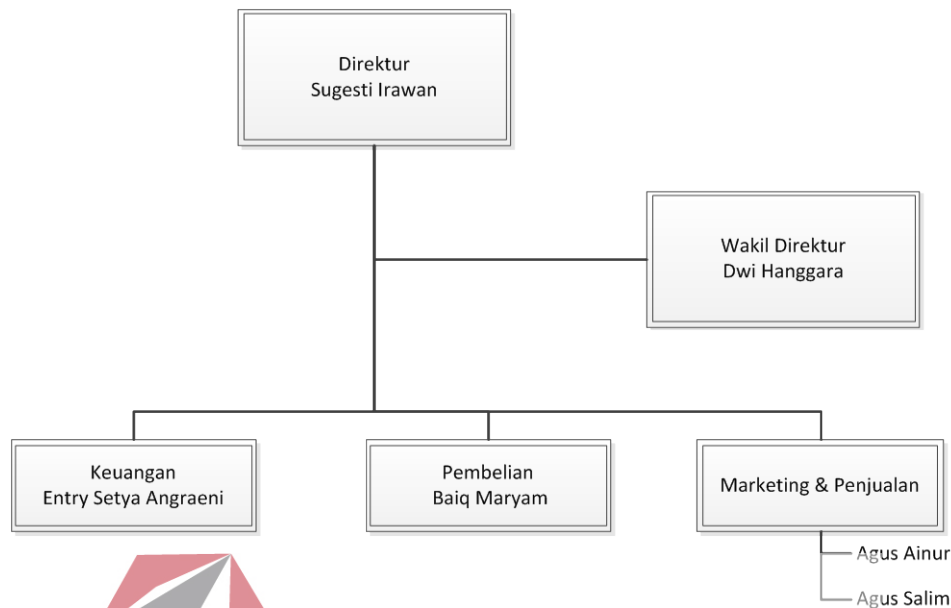 Direktur
Sugesti Irawan
Wakil Direktur
Dwi Hanggara
Keuangan
Entry Setya Angraeni
Pembelian
Baiq Maryam
Marketing & Penjualan
Agus Ainur
Agus Salim